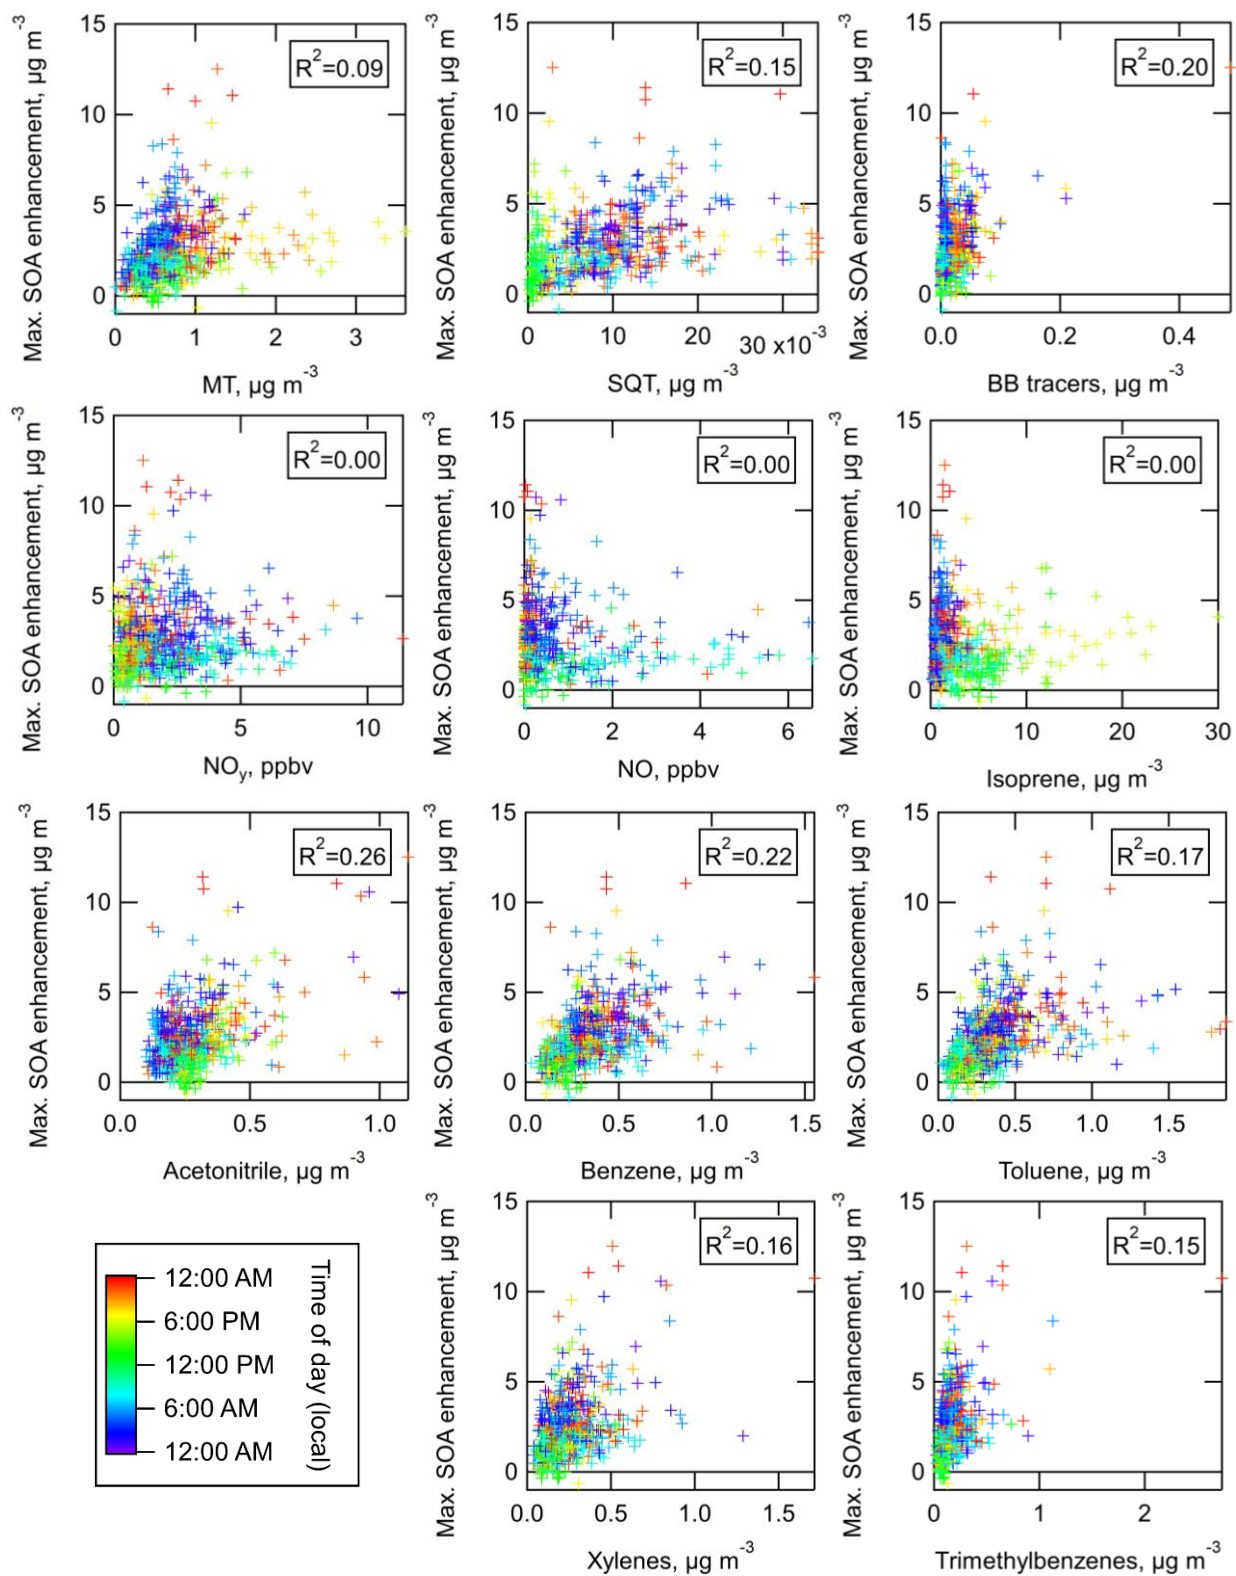 Max. SOA enhancement, µg m⁻³
15
10
5
0
R²=0.09
0
1
2
3
MT, µg m⁻³
Max. SOA enhancement, µg m⁻³
15
10
5
0
R²=0.15
0
10
20
30 x10⁻³
SQT, µg m⁻³
Max. SOA enhancement, µg m⁻³
15
10
5
0
R²=0.20
0.0
0.2
0.4
BB tracers, µg m⁻³
Max. SOA enhancement, µg m⁻³
15
10
5
0
R²=0.00
0
5
10
NOy, ppbv
Max. SOA enhancement, µg m⁻³
15
10
5
0
R²=0.00
0
2
4
6
NO, ppbv
Max. SOA enhancement, µg m⁻³
15
10
5
0
R²=0.00
0
10
20
30
Isoprene, µg m⁻³
Max. SOA enhancement, µg m⁻³
15
10
5
0
R²=0.26
0.0
0.5
1.0
Acetonitrile, µg m⁻³
Max. SOA enhancement, µg m⁻³
15
10
5
0
R²=0.22
0.0
0.5
1.0
1.5
Benzene, µg m⁻³
Max. SOA enhancement, µg m⁻³
15
10
5
0
R²=0.17
0.0
0.5
1.0
1.5
Toluene, µg m⁻³
12:00 AM
6:00 PM
12:00 PM
6:00 AM
12:00 AM
Time of day (local)
Max. SOA enhancement, µg m⁻³
15
10
5
0
R²=0.16
0.0
0.5
1.0
1.5
Xylenes, µg m⁻³
Max. SOA enhancement, µg m⁻³
15
10
5
0
R²=0.15
0
1
2
Trimethylbenzenes, µg m⁻³